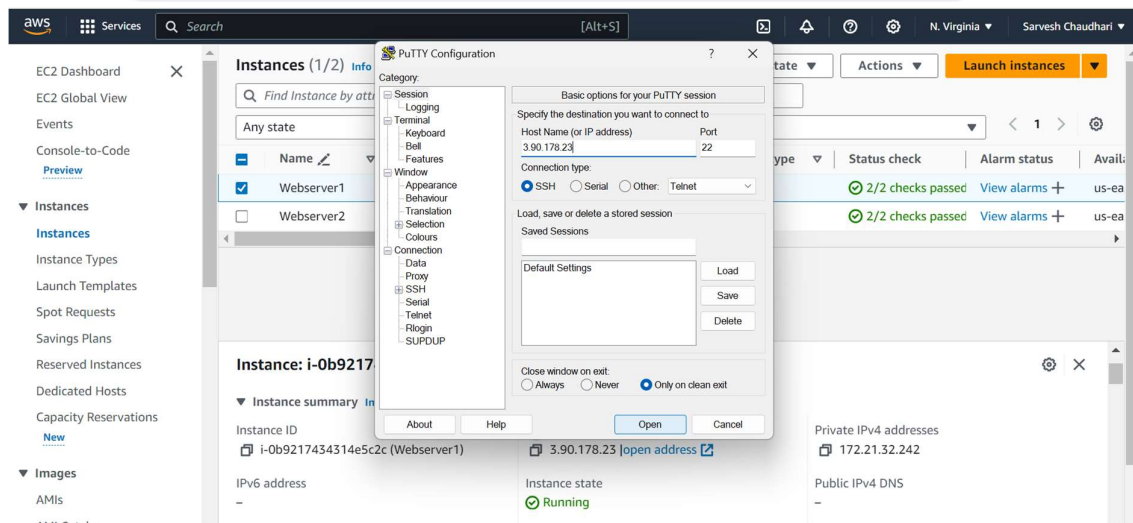 aws
Services
Search
[Alt+S]
N. Virginia
Sarvesh Chaudhari
EC2 Dashboard
EC2 Global View
Events
Console-to-Code
Preview
Instances
Instances
Instance Types
Launch Templates
Spot Requests
Savings Plans
Reserved Instances
Dedicated Hosts
Capacity Reservations
New
Images
AMIs
Instances (1/2) Info
Actions
Launch instances
Find Instance by
Any state
1
Name
Status check
Alarm status
Webserver1
2/2 checks passed
View alarms +
us-ea
Webserver2
2/2 checks passed
View alarms +
us-ea
PuTTY Configuration
? X
Category:
Session
Logging
Terminal
Keyboard
Bell
Features
Window
Appearance
Behaviour
Translation
Selection
Colours
Connection
Data
Proxy
SSH
Serial
Telnet
Rlogin
SUPDUP
Basic options for your PuTTY session
Specify the destination you want to connect to
Host Name (or IP address) Port
3.90.178.23 22
Connection type:
SSH Serial Other: Telnet
Load, save or delete a stored session
Saved Sessions
Default Settings
Load
Save
Delete
Close window on exit:
Always Never Only on clean exit
About Help Open Cancel
Instance: i-0b9217
Instance summary
Instance ID
i-0b9217434314e5c2c (Webserver1)
3.90.178.23 |open address
Private IPv4 addresses
172.21.32.242
IPv6 address
–
Instance state
Running
Public IPv4 DNS
–